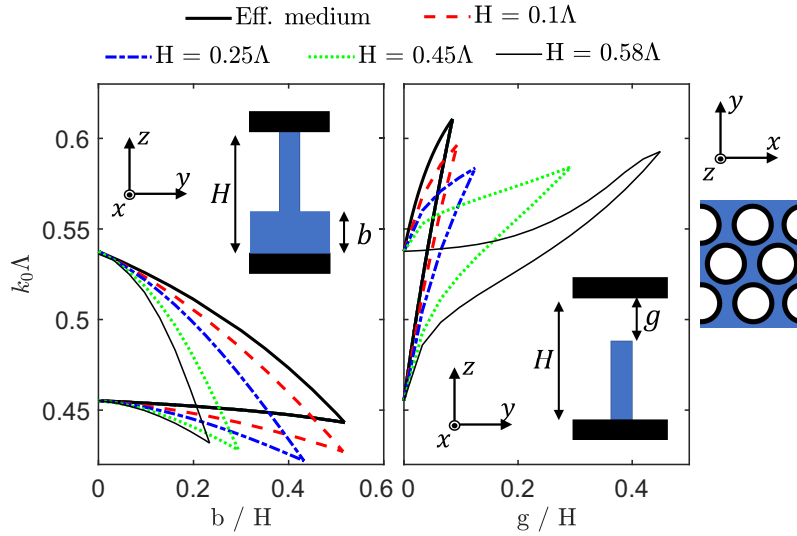 Eff. medium H = 0.1Λ
H = 0.25Λ H = 0.45Λ H = 0.58Λ
0.6
0.55
0.5
0.45
k₀Λ
z
x
y
H
b
0 0.2 0.4 0.6
b / H
z
x
y
H
g
0 0.2 0.4
g / H
y
z
x